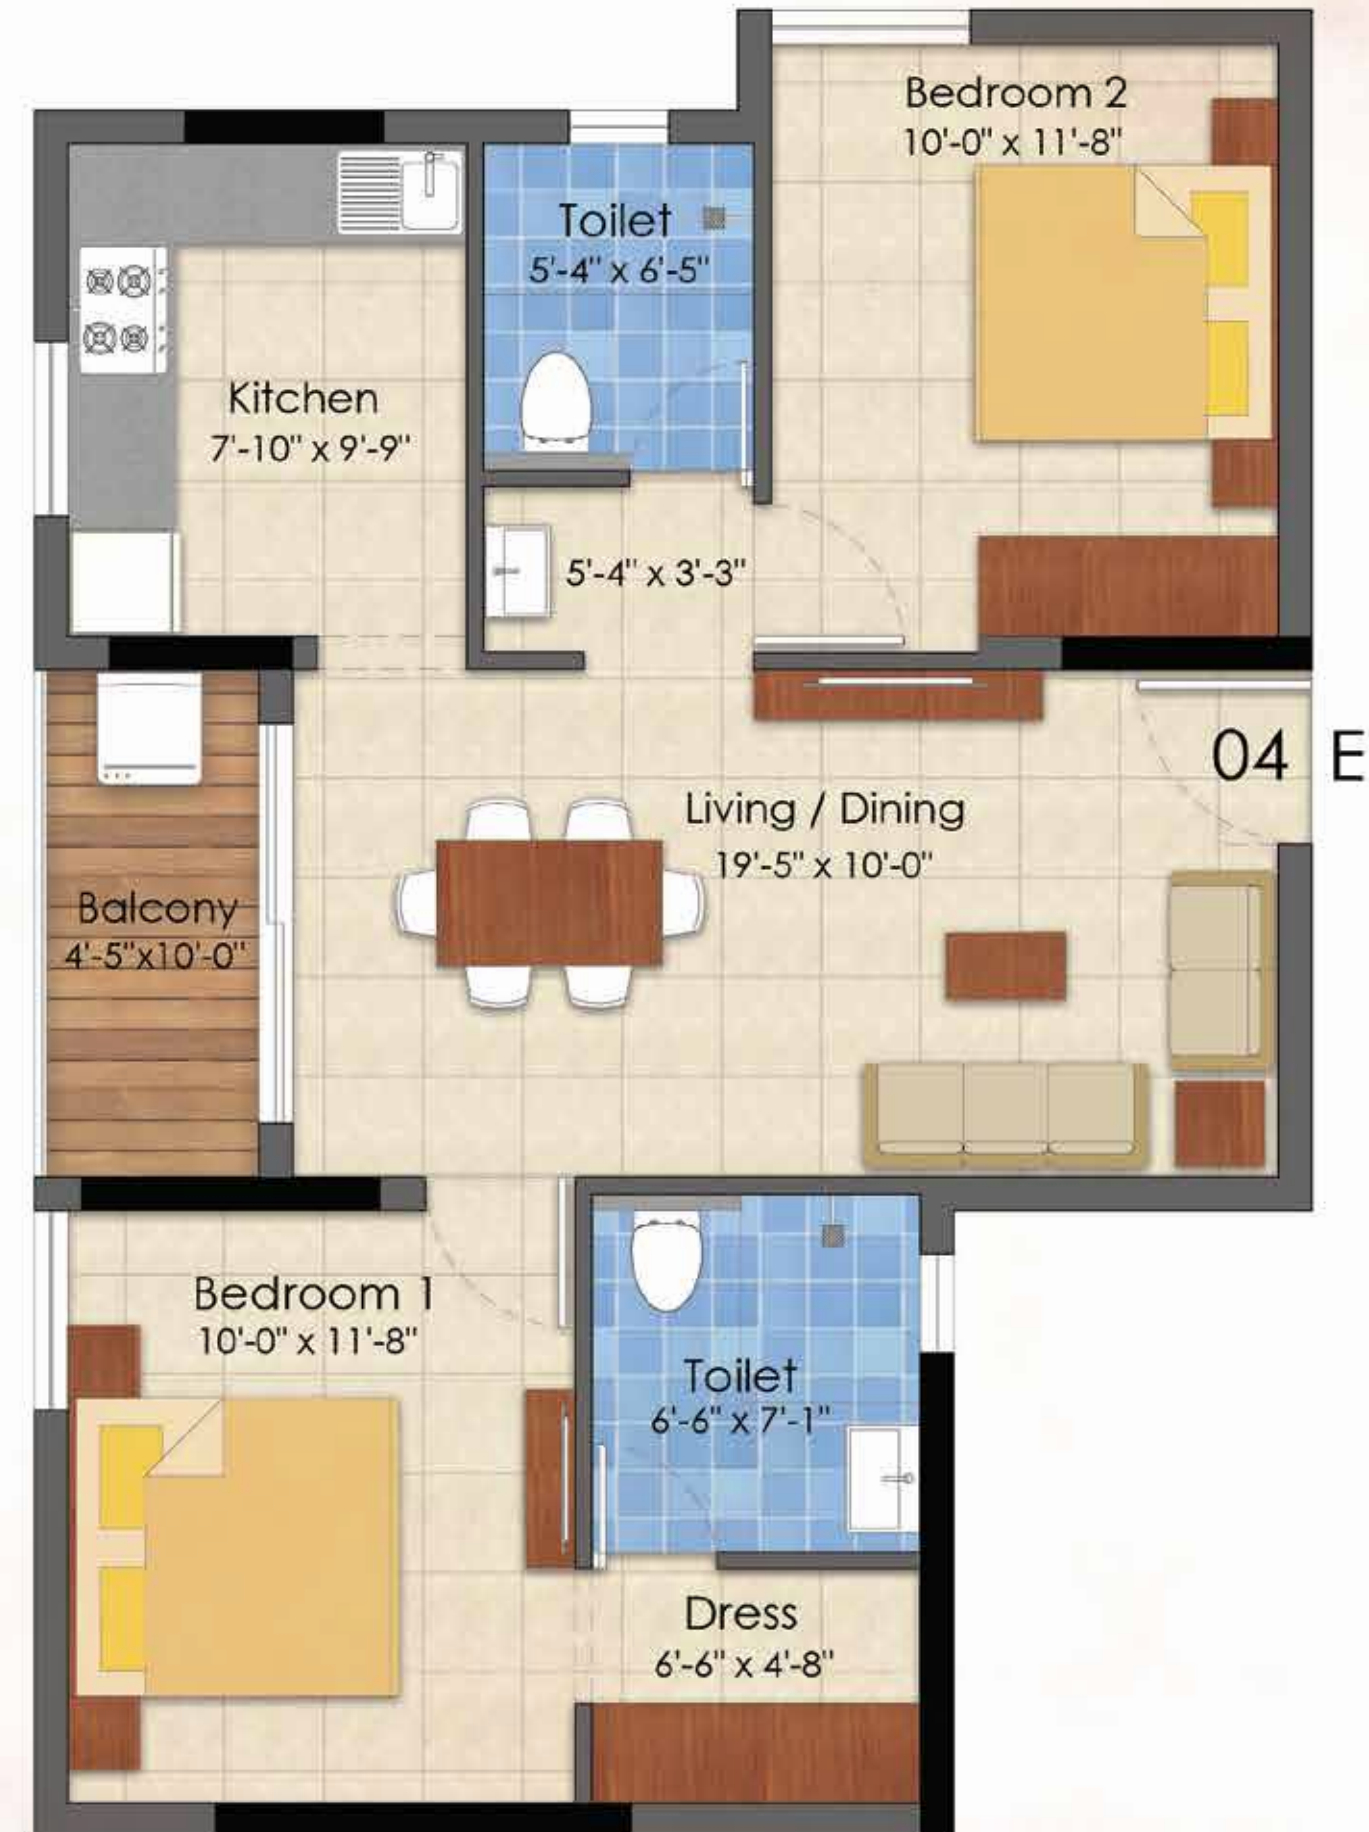 Bedroom 2
10'-0" x 11'-8"
Toilet
5'-4" x 6'-5"
Kitchen
7'-10" x 9'-9"
5'-4" x 3'-3"
04 E
Living / Dining
19'-5" x 10'-0"
Balcony
4'-5"x10'-0"
Bedroom 1
10'-0" x 11'-8"
Toilet
6'-6" x 7'-1"
Dress
6'-6" x 4'-8"